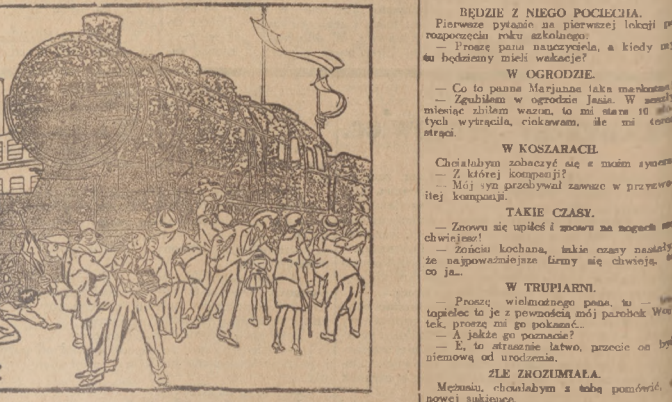 BĘDZIE Z NIEGO POCIECHA.
Pierwsze pytanie na pierwszej lekcji
rozpoczęciu roku szkolnego:
— Proszę pana nauczyciela, a kiedy
tu będziemy mieli wakacje?
W OGRODZIE.
— Co to panna Marjanna taka
— Zgubiłam w ogrodzie Jasia. W
miesiąc zbiłam wazon, to mi stara 10
tych wytrąciła, ciekawam, ile mi
strąci.
W KOSZARACH.
Chciałabym zobaczyć się z moim synem
— Z której kompanji?
— Mój syn przebywał zawsze w
itej kompanji.
TAKIE CZASY.
— Znowu się upiłeś i znowu na nogach
chwiejesz!
— Żońciu kochana, takie czasy nastały
że najpoważniejsze firmy się chwieją,
co ja...
W TRUPIARNI.
— Proszę wielmożnego pana, tu —
topielec to je z pewnością mój parobek
tek, proszę mi go pokazać...
— A jakże go poznacie?
— E, to strasznie łatwo, przecie on
niemową od urodzenia.
ŹLE ZROZUMIAŁA.
Mężusiu, chciałabym z tobą pomówić,
nowej sukience.